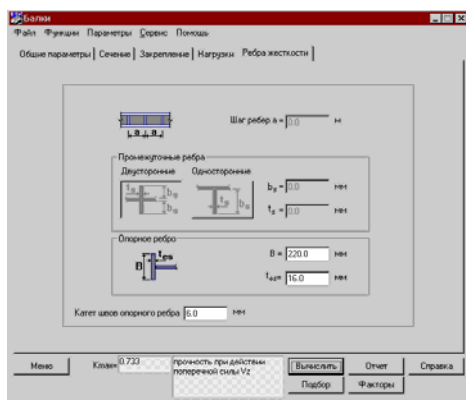 Балки
Файл Функции Параметры Сервис Помощь
Общие параметры Сечение Закрепление Нагрузки Ребра жесткости
Шаг ребер a = 0.0 м
a a
Промежуточные ребра
Двусторонние Односторонние
bs = 0.0 мм
ts = 0.0 мм
Опорное ребро
B tes
B = 220.0 мм
tes= 16.0 мм
Катет швов опорного ребра 6.0 мм
Меню
Kmax= 0.733
прочность при действии
поперечной силы Vz
Вычислить Отчет Справка
Подбор Факторы